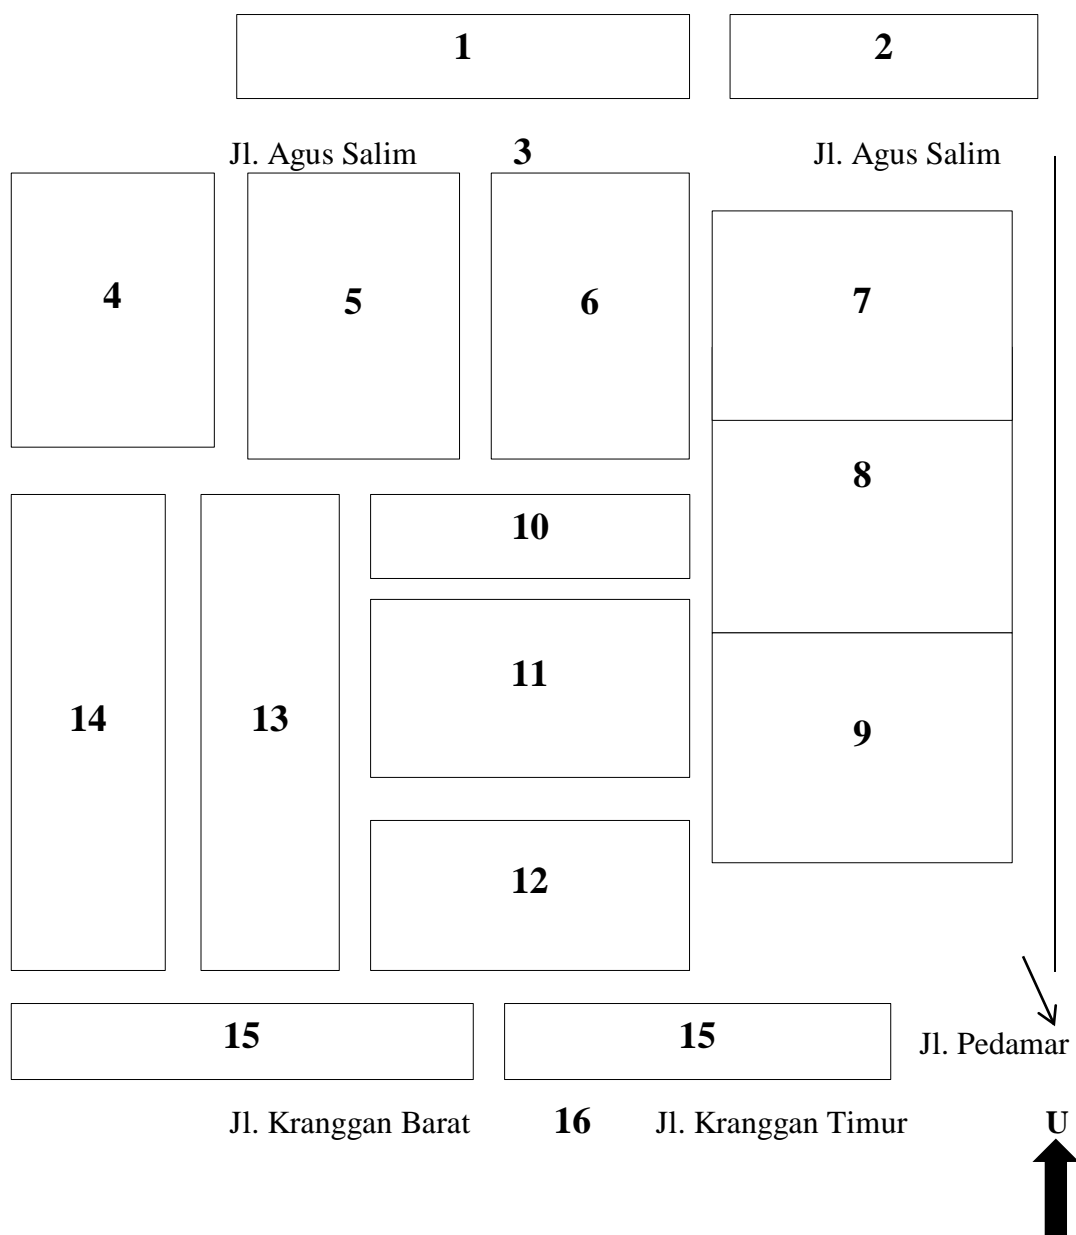 1 2
Jl. Agus Salim 3 Jl. Agus Salim
4 5 6 7
8
10
11
14 13 9
12
15 15 Jl. Pedamar
Jl. Kranggan Barat 16 Jl. Kranggan Timur U